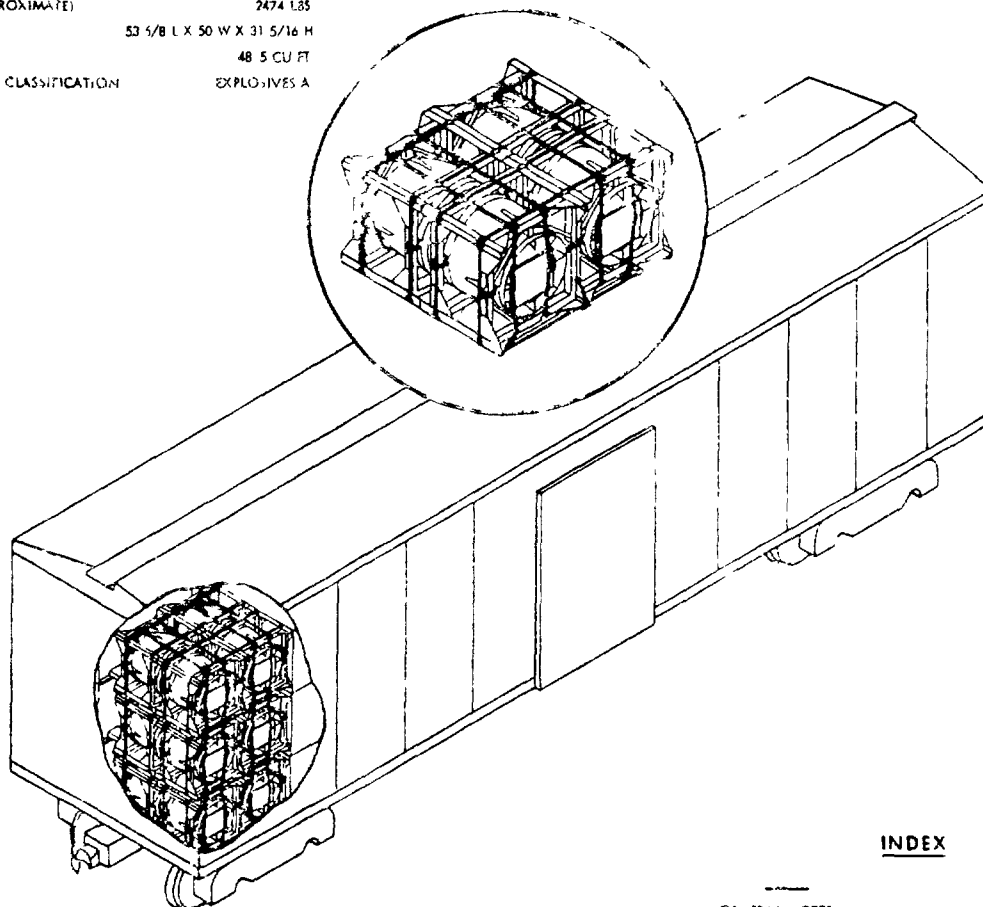 2474 LBS
53 5/8 L X 50 W X 31 5/16 H
48 5 CU FT
CLASSIFICATION EXPLOSIVES A
INDEX